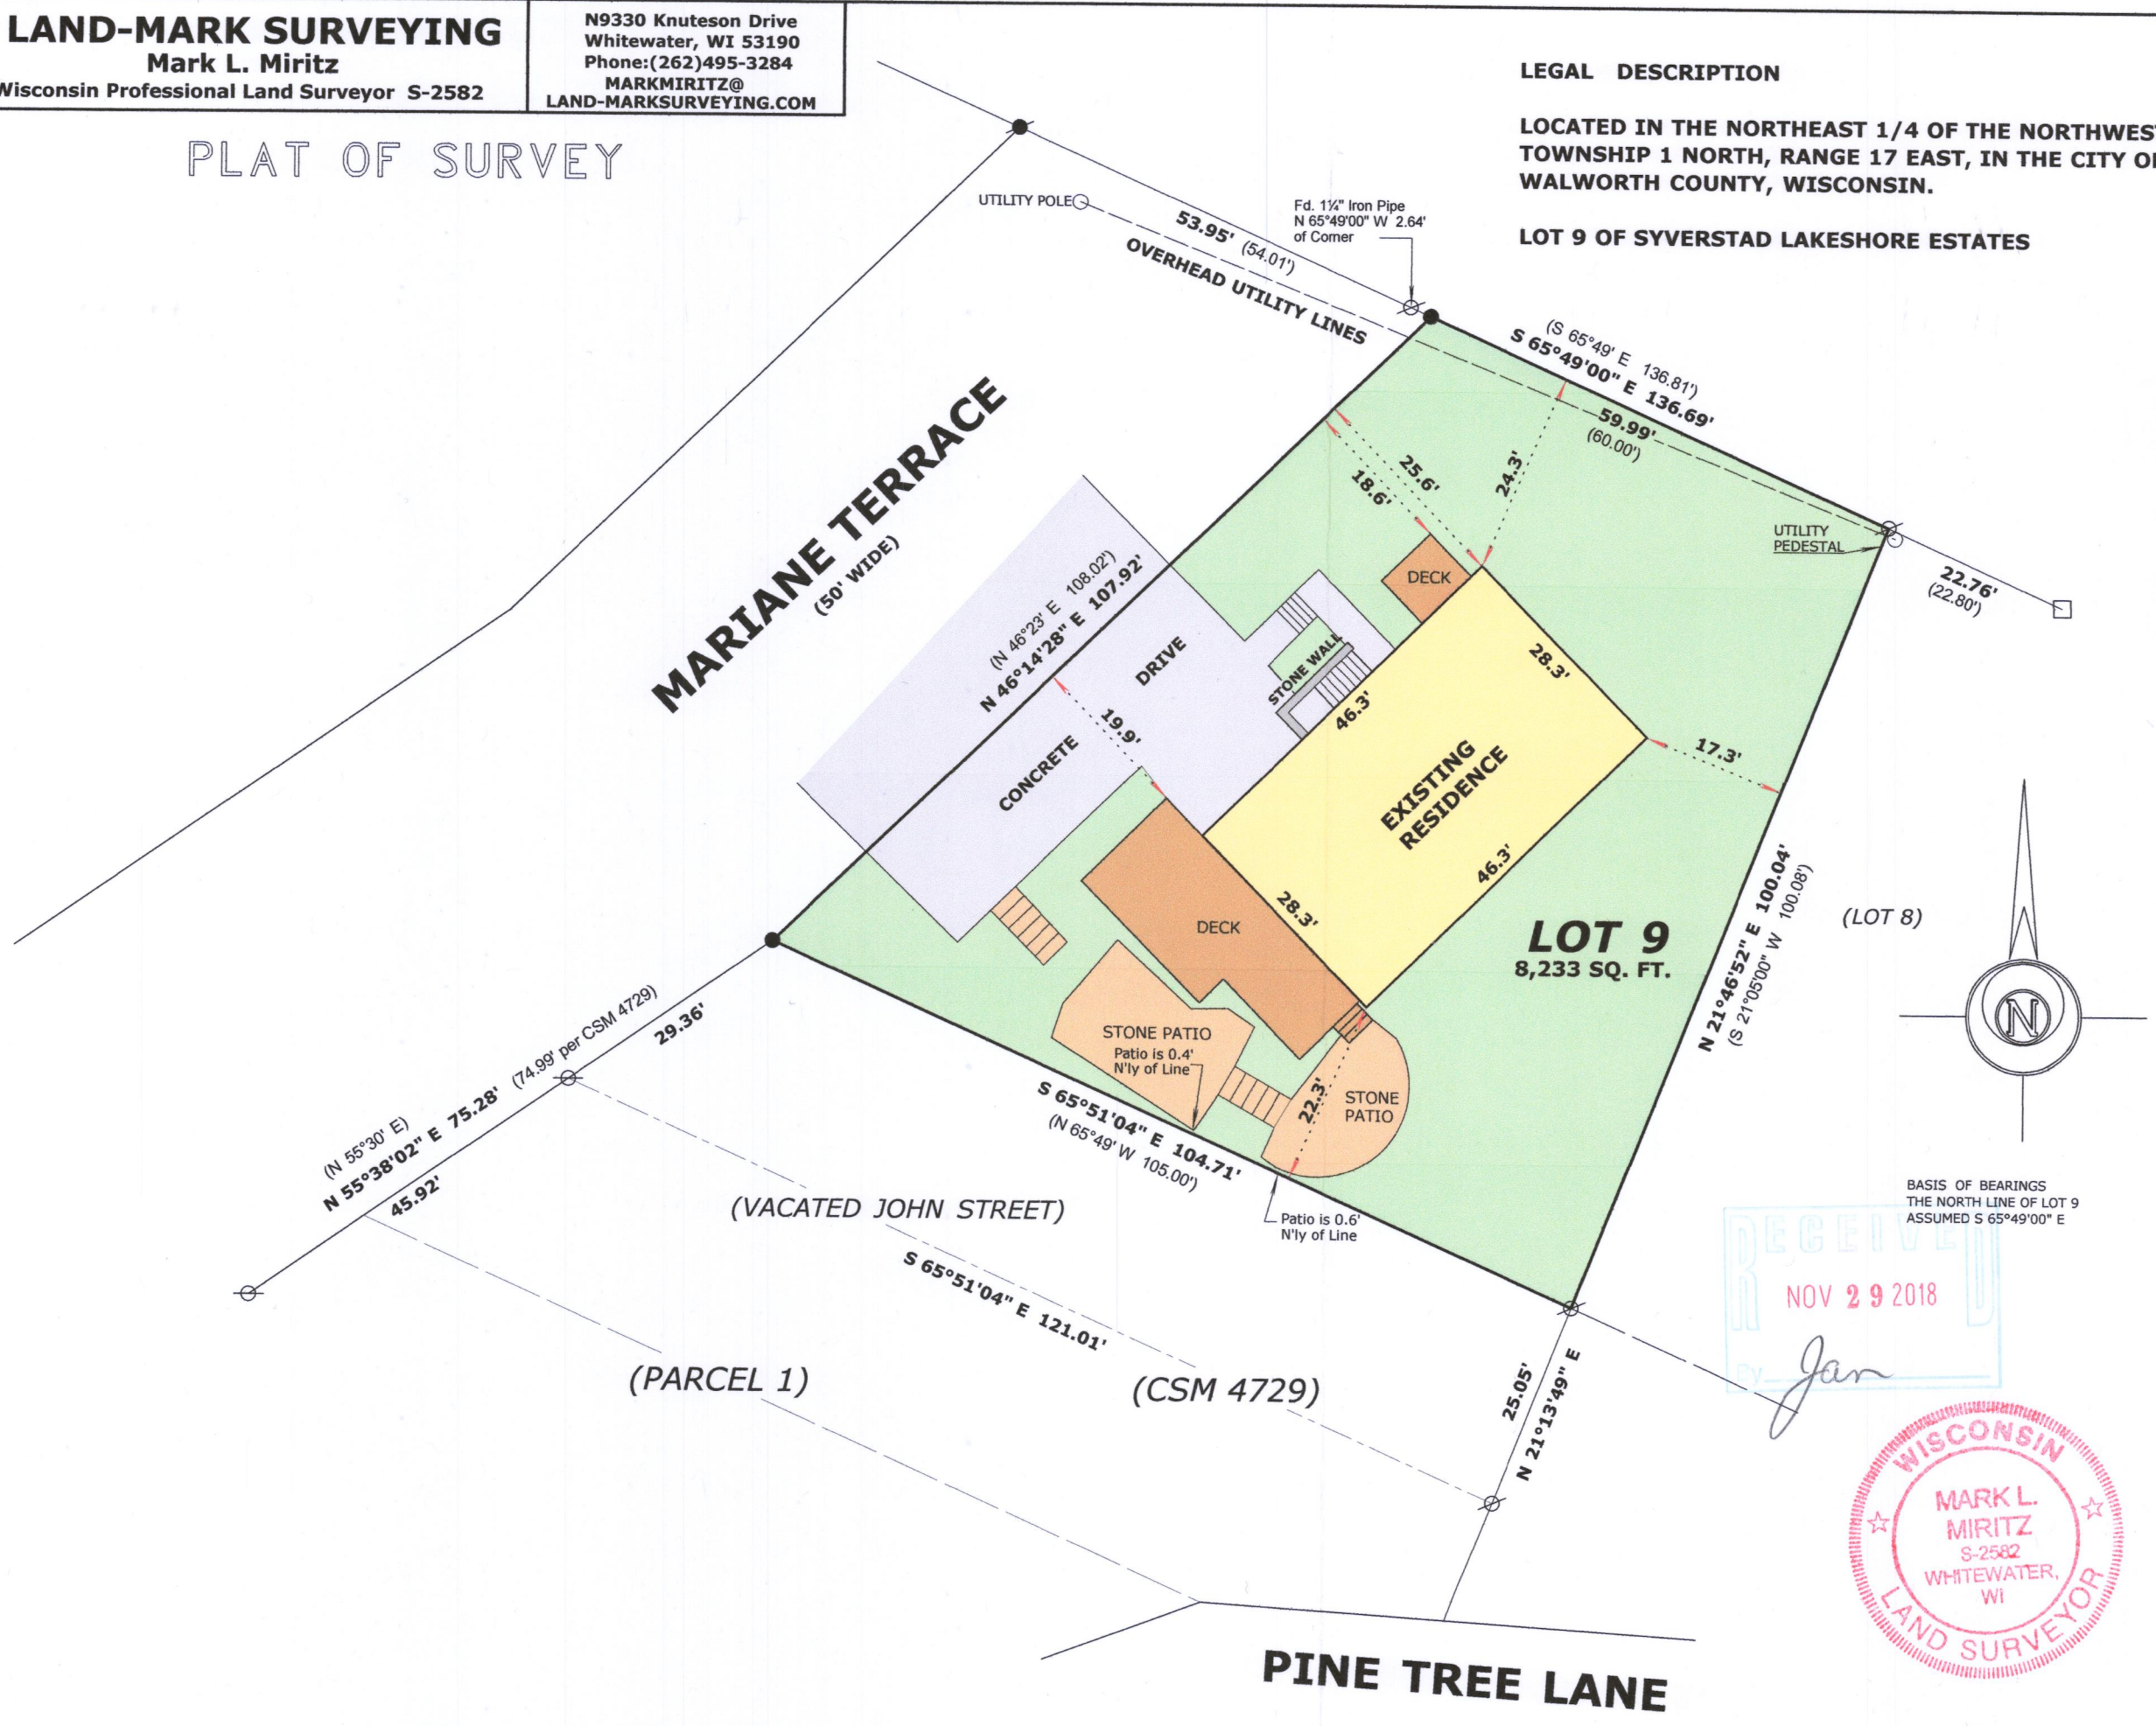 LAND-MARK SURVEYING
Mark L. Miritz
Wisconsin Professional Land Surveyor S-2582
N9330 Knuteson Drive
Whitewater, WI 53190
Phone:(262)495-3284
MARKMIRITZ@
LAND-MARKSURVEYING.COM
PLAT OF SURVEY
LEGAL DESCRIPTION
LOCATED IN THE NORTHEAST 1/4 OF THE NORTHWES
TOWNSHIP 1 NORTH, RANGE 17 EAST, IN THE CITY O
WALWORTH COUNTY, WISCONSIN.
LOT 9 OF SYVERSTAD LAKESHORE ESTATES
UTILITY POLE
53.95' (54.01')
OVERHEAD UTILITY LINES
Fd. 1¼" Iron Pipe
N 65°49'00" W 2.64'
of Corner
(S 65°49' E 136.81')
S 65°49'00" E 136.69'
59.99'
(60.00')
UTILITY
PEDESTAL
22.76'
(22.80')
MARIANE TERRACE
(50' WIDE)
(N 46°23' E 108.02')
N 46°14'28" E 107.92'
25.6'
18.6'
24.3'
DECK
DRIVE
CONCRETE
19.9'
STONE WALL
46.3'
28.3'
17.3'
EXISTING
RESIDENCE
46.3'
28.3'
DECK
LOT 9
8,233 SQ. FT.
N 21°46'52" E 100.04'
(S 21°05'00" W 100.08')
(LOT 8)
N
STONE PATIO
Patio is 0.4'
N'ly of Line
22.3'
STONE
PATIO
S 65°51'04" E 104.71'
(N 65°49' W 105.00')
Patio is 0.6'
N'ly of Line
29.36'
(N 55°30' E)
N 55°38'02" E 75.28' (74.99' per CSM 4729)
45.92'
(VACATED JOHN STREET)
S 65°51'04" E 121.01'
(PARCEL 1)
(CSM 4729)
25.05'
N 21°13'49" E
BASIS OF BEARINGS
THE NORTH LINE OF LOT 9
ASSUMED S 65°49'00" E
RECEIVED
NOV 29 2018
By Jan
WISCONSIN
MARK L.
MIRITZ
S-2582
WHITEWATER,
WI
LAND SURVEYOR
PINE TREE LANE